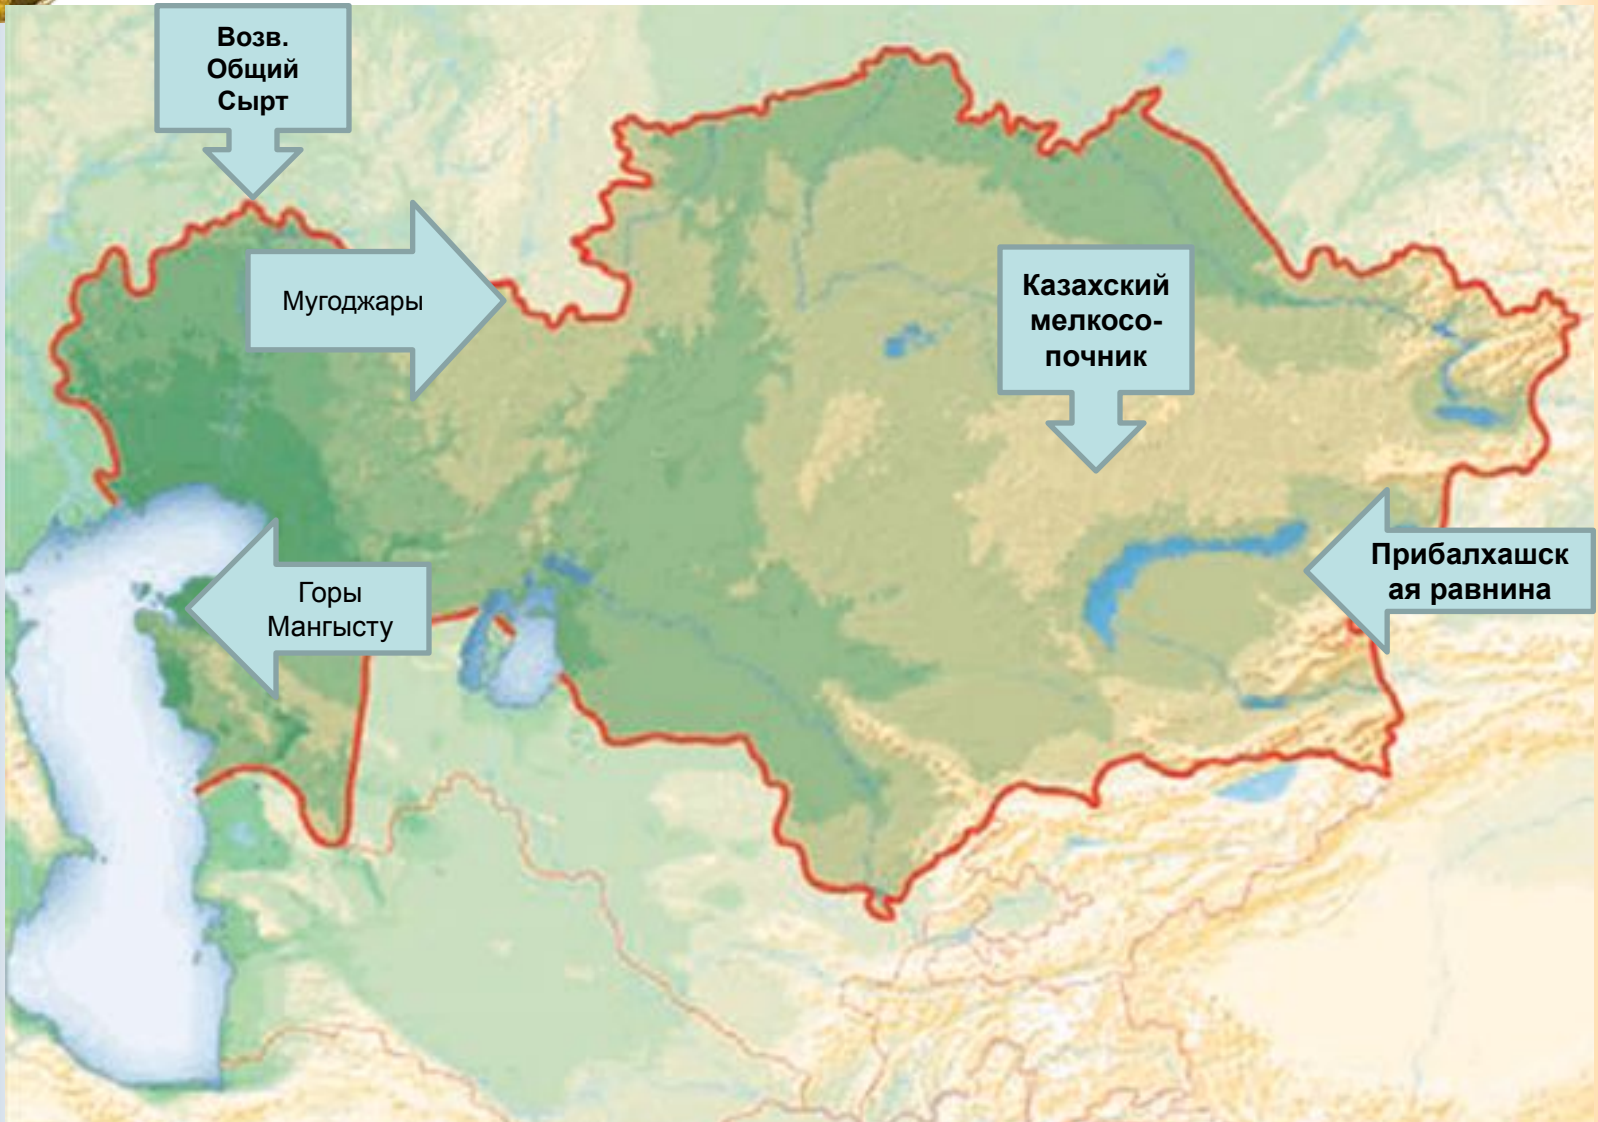 Возв.
Общий
Сырт
Мугоджары
Казахский
мелкосо-
почник
Прибалхашск
ая равнина
Горы
Мангысту